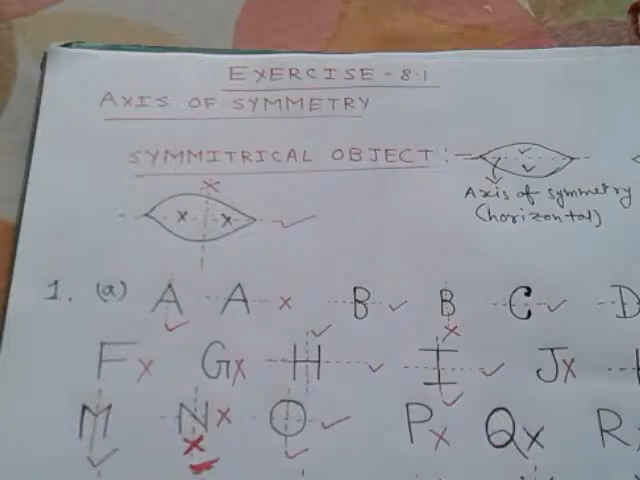 EXERCISE - 8.1
AXIS OF SYMMETRY
SYMMITRICAL OBJECT :
Axis of symmetry
(horizontal)
1. (a) A A B B C D
F G H I J
M N O P Q R